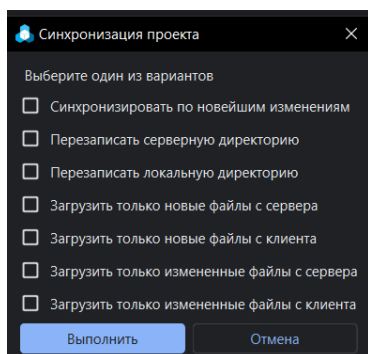 Синхронизация проекта
Выберите один из вариантов
Синхронизировать по новейшим изменениям
Перезаписать серверную директорию
Перезаписать локальную директорию
Загрузить только новые файлы с сервера
Загрузить только новые файлы с клиента
Загрузить только измененные файлы с сервера
Загрузить только измененные файлы с клиента
Выполнить
Отмена